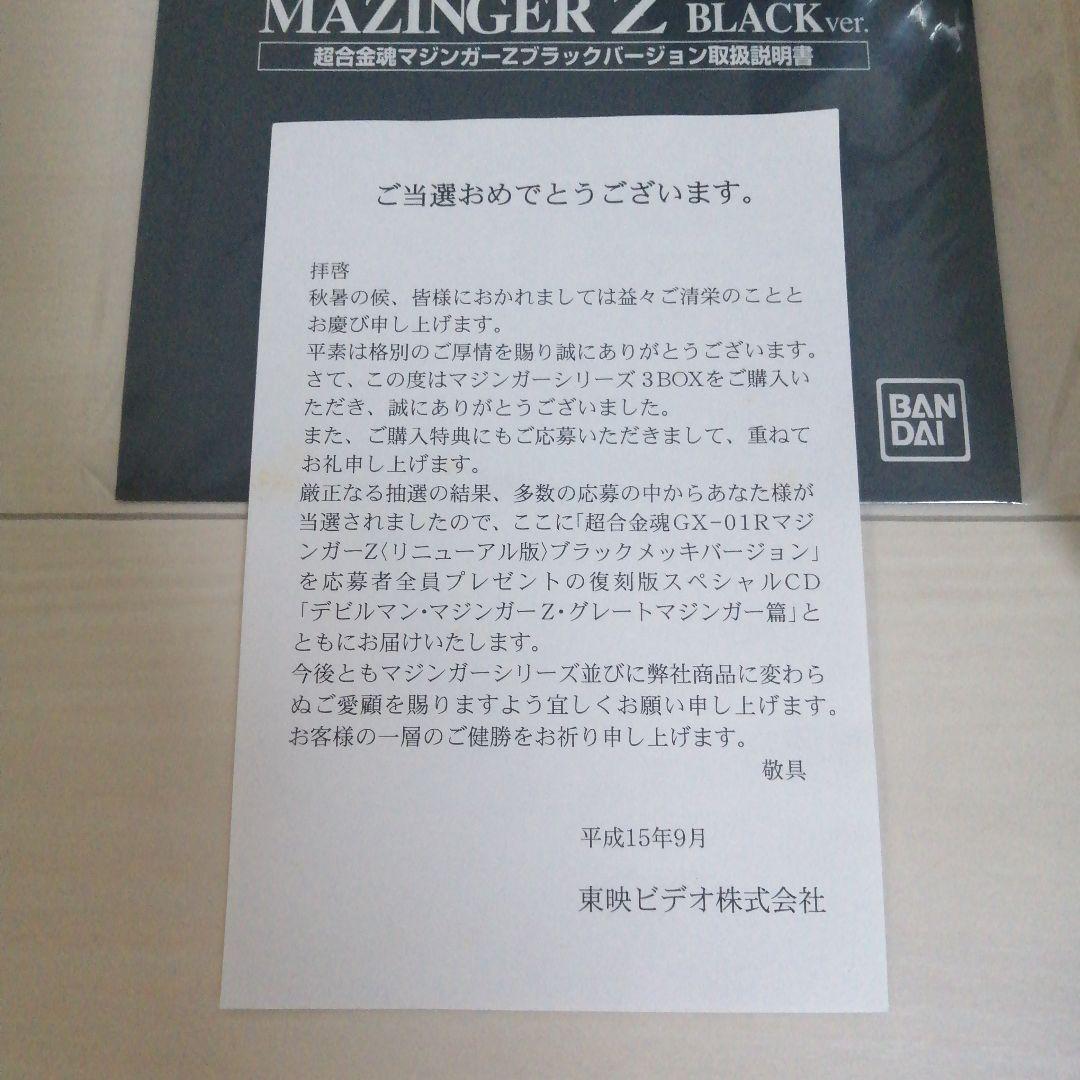 MAZINGER Z BLACK ver.
超合金魂マジンガーZブラックバージョン取扱説明書
ご当選おめでとうございます。
拝啓
秋暑の候、皆様におかれましては益々ご清栄のことと
お慶び申し上げます。
平素は格別のご厚情を賜り誠にありがとうございます。
さて、この度はマジンガーシリーズ3BOXをご購入い
ただき、誠にありがとうございました。
また、ご購入特典にもご応募いただきまして、重ねて
お礼申し上げます。
厳正なる抽選の結果、多数の応募の中からあなた様が
当選されましたので、ここに「超合金魂GX-01Rマジ
ンガーZ〈リニューアル版〉ブラックメッキバージョン」
を応募者全員プレゼントの復刻版スペシャルCD
「デビルマン・マジンガーZ・グレートマジンガー篇」と
ともにお届けいたします。
今後ともマジンガーシリーズ並びに弊社商品に変わら
ぬご愛顧を賜りますよう宜しくお願い申し上げます。
お客様の一層のご健勝をお祈り申し上げます。
敬具
平成15年9月
東映ビデオ株式会社
BAN
DAI